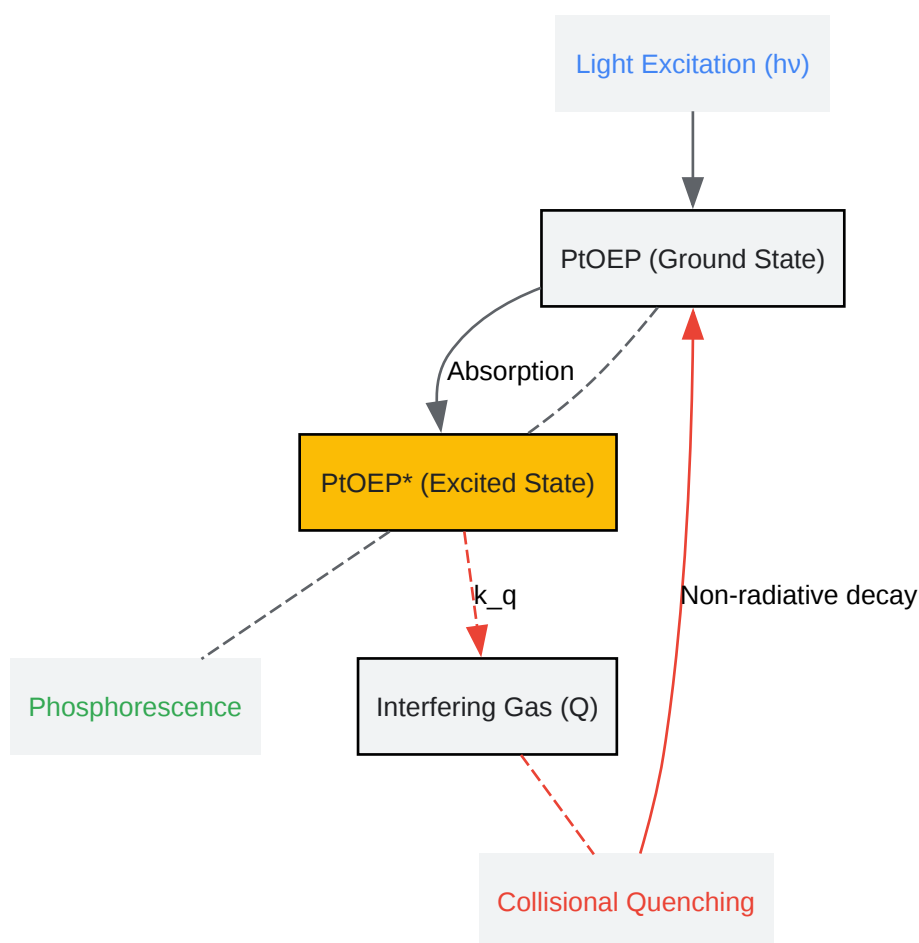 Light Excitation (hν)
PtOEP (Ground State)
Absorption
PtOEP* (Excited State)
k_q
Non-radiative decay
Phosphorescence
Interfering Gas (Q)
Collisional Quenching